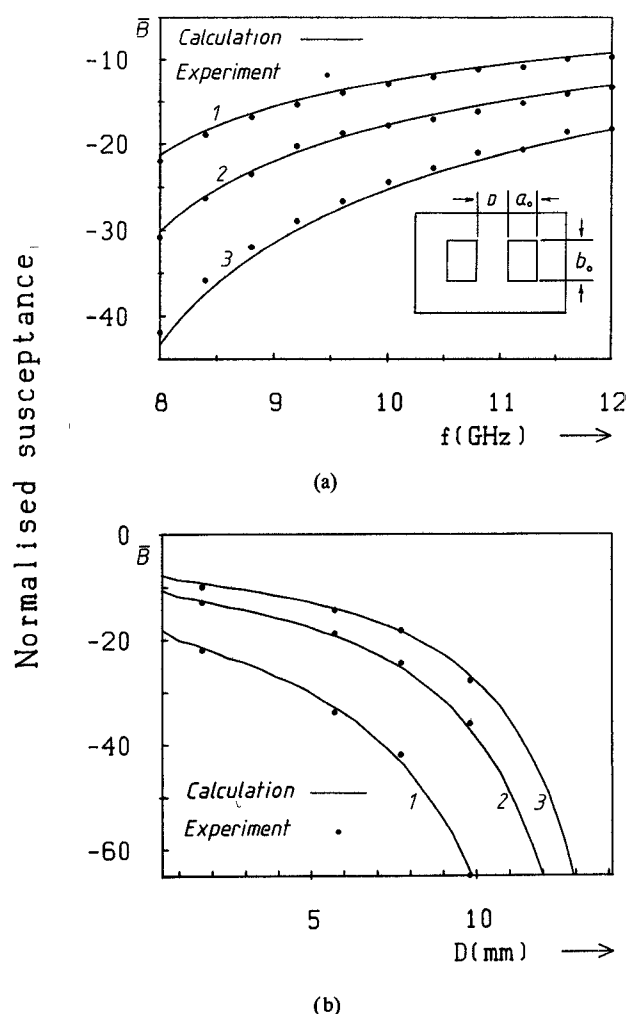 B̅
Calculation
Experiment
-10
-20
-30
-40
1
2
3
D
a₀
b₀
8
9
10
11
12
f(GHz)
(a)
Normalised susceptance
0
B̅
-20
-40
-60
Calculation
Experiment
1
2
3
5
10
D(mm)
(b)